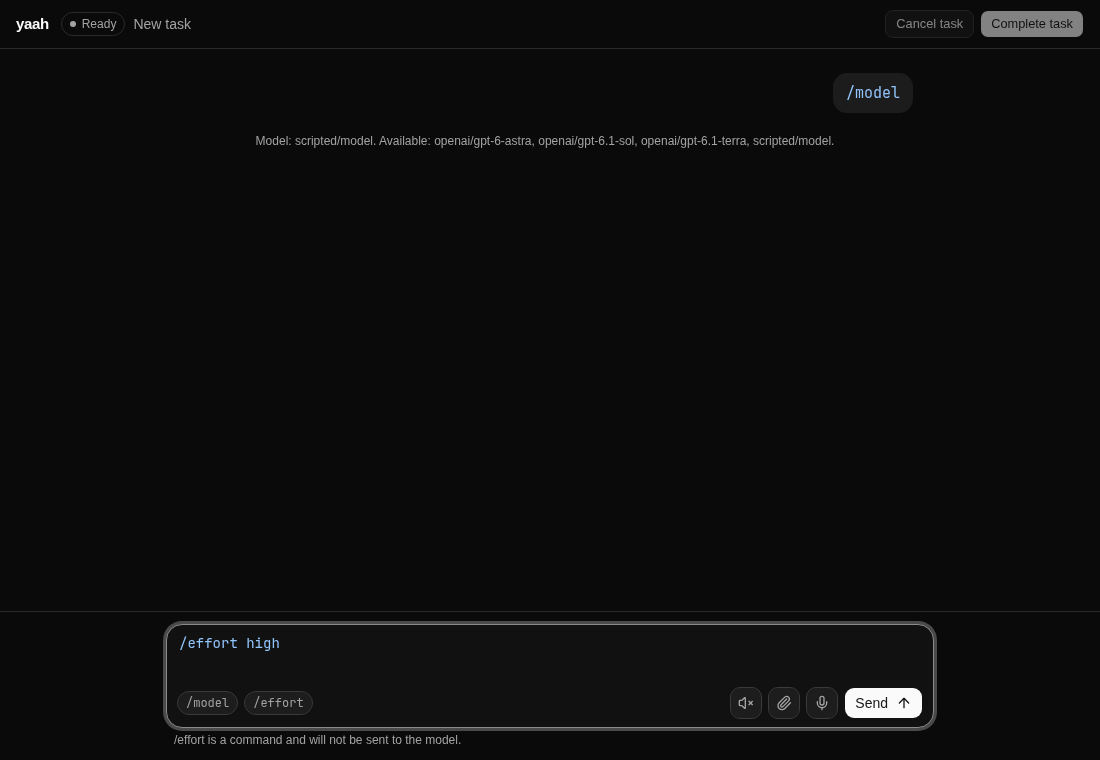 yaah
Ready
New task
Cancel task
Complete task
/model
Model: scripted/model. Available: openai/gpt-6-astra, openai/gpt-6.1-sol, openai/gpt-6.1-terra, scripted/model.
/effort high
/model
/effort
Send
/effort is a command and will not be sent to the model.